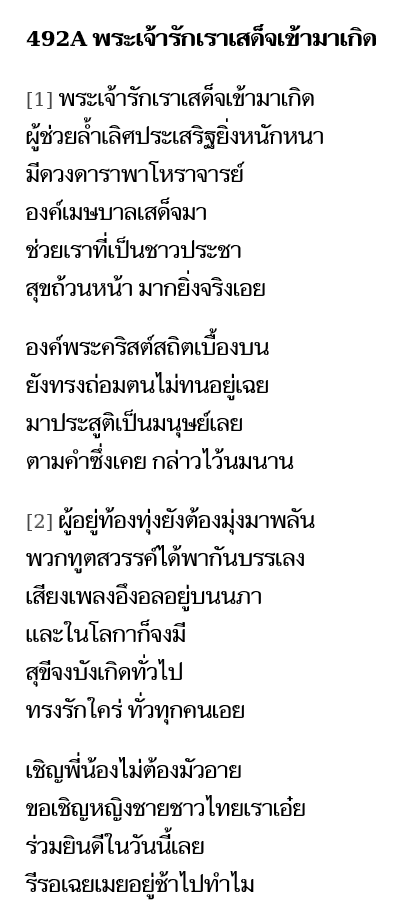 492A พระเจ้ารักเราเสด็จเข้ามาเกิด
[1] พระเจ้ารักเราเสด็จเข้ามาเกิด
ผู้ช่วยล้ำเลิศประเสริฐยิ่งหนักหนา
มีดวงดาราพาโหราจารย์
องค์เมษบาลเสด็จมา
ช่วยเราที่เป็นชาวประชา
สุขถ้วนหน้า มากยิ่งจริงเอย
องค์พระคริสต์สถิตเบื้องบน
ยังทรงถ่อมตนไม่ทนอยู่เฉย
มาประสูติเป็นมนุษย์เลย
ตามคำซึ่งเคย กล่าวไว้นมนาน
[2] ผู้อยู่ท้องทุ่งยังต้องมุ่งมาพลัน
พวกทูตสวรรค์ได้พากันบรรเลง
เสียงเพลงอึงอลอยู่บนนภา
และในโลกาก็จงมี
สุขีจงบังเกิดทั่วไป
ทรงรักใคร่ ทั่วทุกคนเอย
เชิญพี่น้องไม่ต้องมัวอาย
ขอเชิญหญิงชายชาวไทยเราเอ๋ย
ร่วมยินดีในวันนี้เลย
รีรอเฉยเมยอยู่ช้าไปทำไม